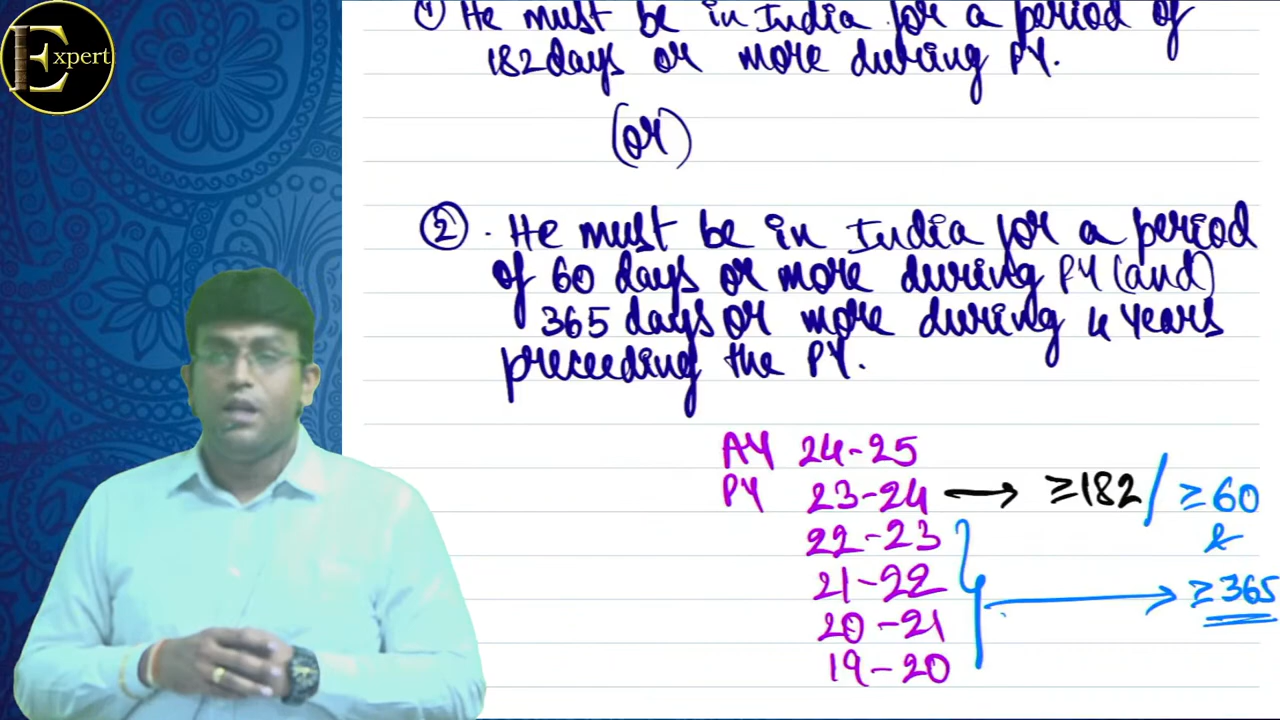 Expert
① He must be in India for a period of
182 days or more during PY.
(or)
②. He must be in India for a period
of 60 days or more during PY (and)
365 days or more during 4 years
preceeding the PY.
AY 24-25
PY 23-24 → ≥182 / ≥60
22-23 &
21-22 → ≥365
20-21
19-20